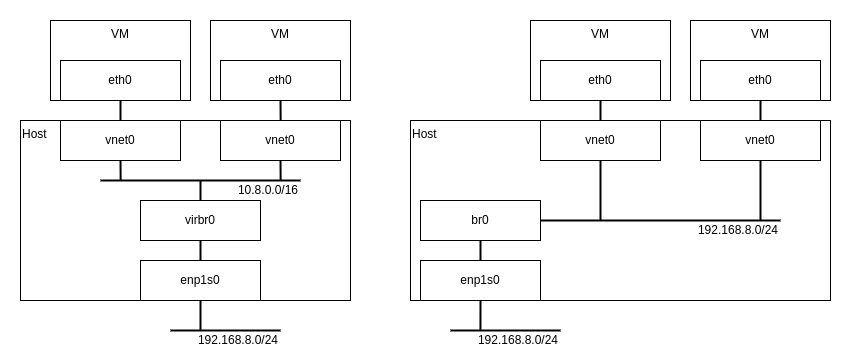 VM
VM
eth0
eth0
Host
vnet0
vnet0
10.8.0.0/16
virbr0
enp1s0
192.168.8.0/24
VM
VM
eth0
eth0
Host
vnet0
vnet0
br0
192.168.8.0/24
enp1s0
192.168.8.0/24